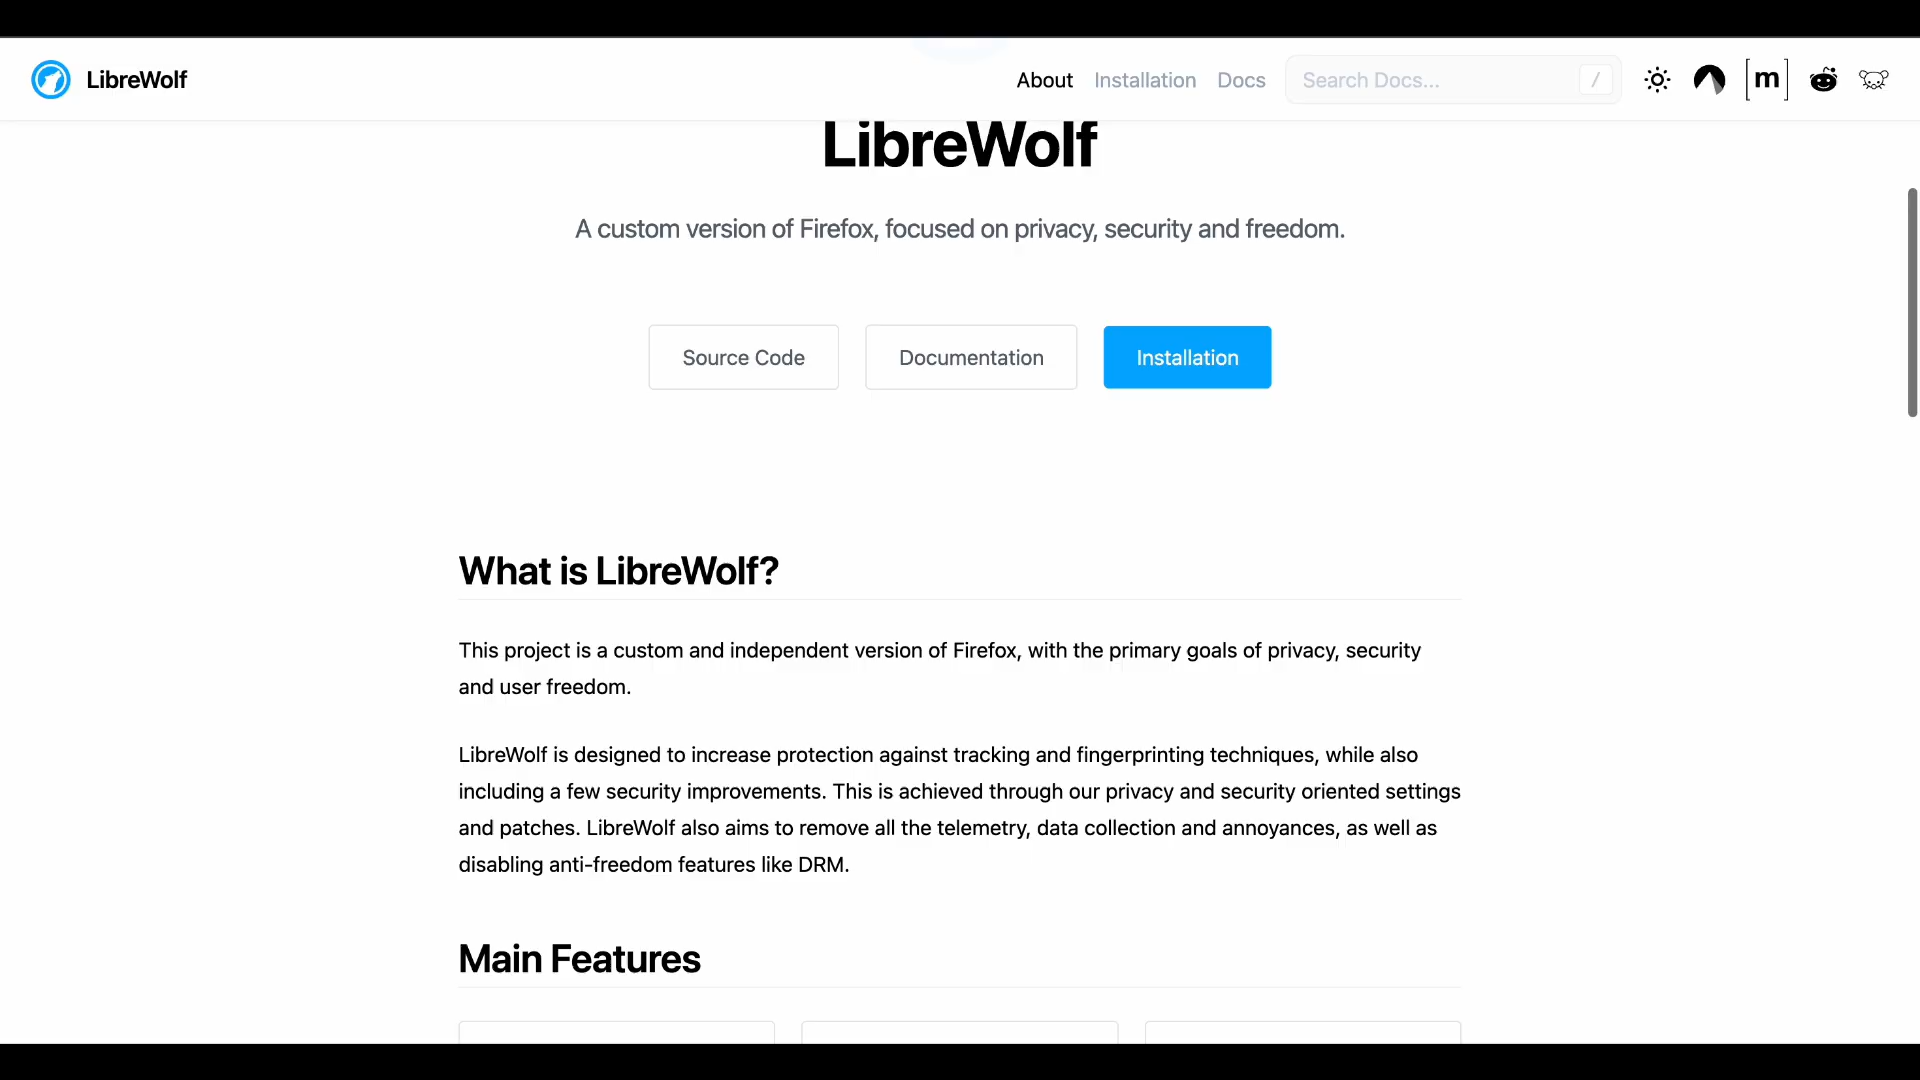 LibreWolf
About Installation Docs Search Docs... / [m]
LibreWolf
A custom version of Firefox, focused on privacy, security and freedom.
Source Code Documentation Installation
What is LibreWolf?
This project is a custom and independent version of Firefox, with the primary goals of privacy, security
and user freedom.
LibreWolf is designed to increase protection against tracking and fingerprinting techniques, while also
including a few security improvements. This is achieved through our privacy and security oriented settings
and patches. LibreWolf also aims to remove all the telemetry, data collection and annoyances, as well as
disabling anti-freedom features like DRM.
Main Features